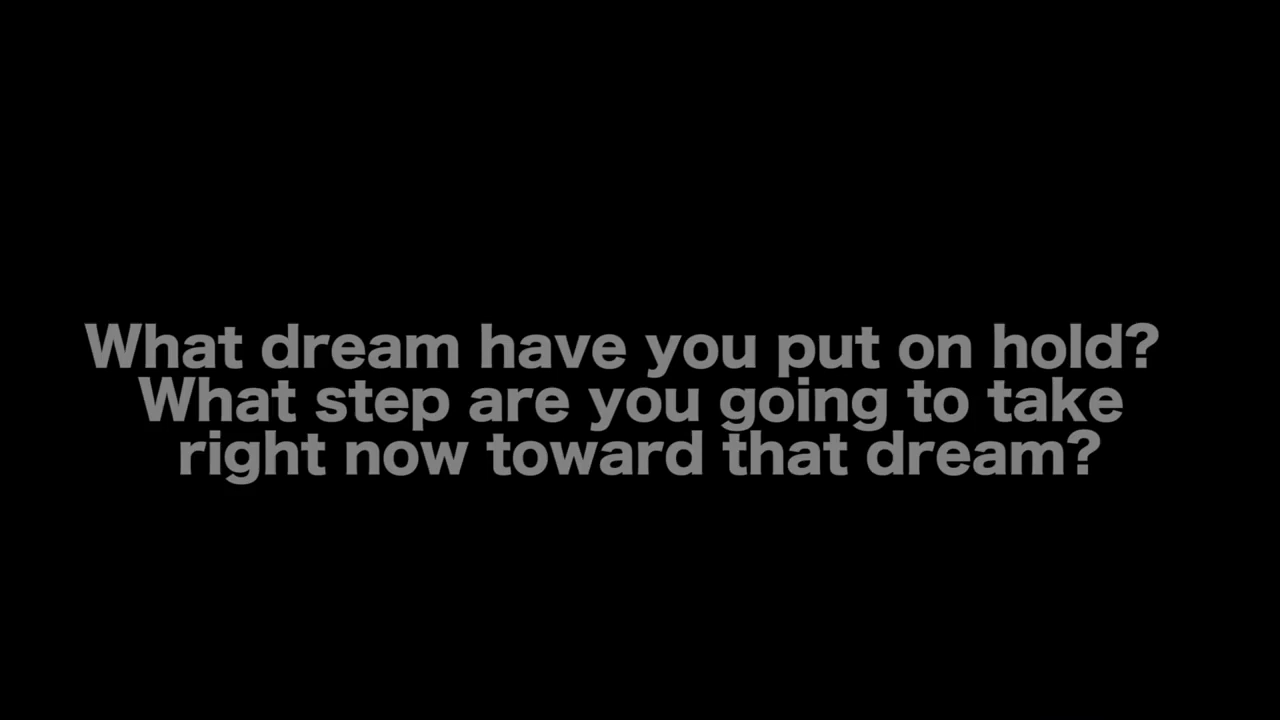 What dream have you put on hold?
What step are you going to take
right now toward that dream?